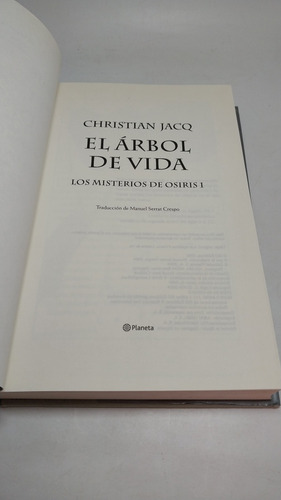 CHRISTIAN JACQ
EL ÁRBOL
DE VIDA
LOS MISTERIOS DE OSIRIS I
Traducción de Manuel Serrat Crespo
Planeta